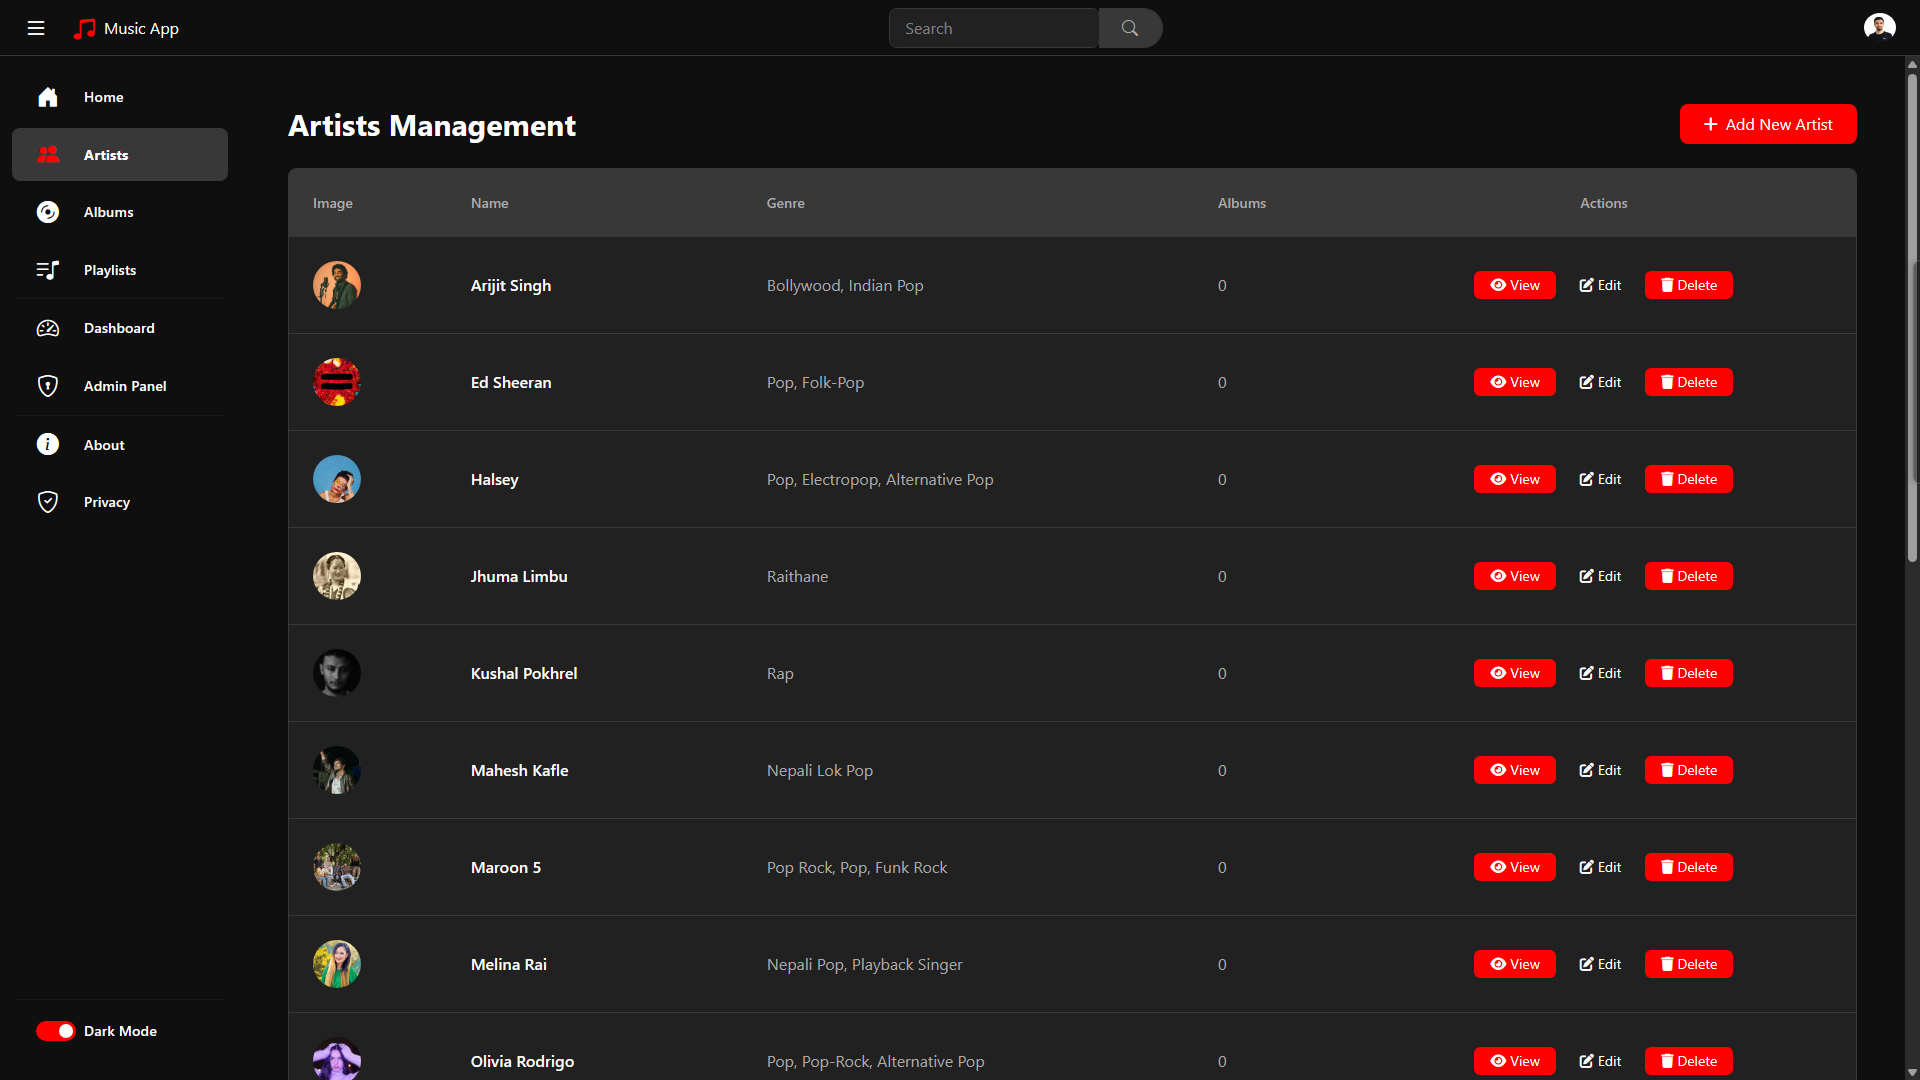 Music App
Search
Home
Artists
Albums
Playlists
Dashboard
Admin Panel
About
Privacy
Dark Mode
Artists Management
Add New Artist
Image Name Genre Albums Actions
Arijit Singh Bollywood, Indian Pop 0 View Edit Delete
Ed Sheeran Pop, Folk-Pop 0 View Edit Delete
Halsey Pop, Electropop, Alternative Pop 0 View Edit Delete
Jhuma Limbu Raithane 0 View Edit Delete
Kushal Pokhrel Rap 0 View Edit Delete
Mahesh Kafle Nepali Lok Pop 0 View Edit Delete
Maroon 5 Pop Rock, Pop, Funk Rock 0 View Edit Delete
Melina Rai Nepali Pop, Playback Singer 0 View Edit Delete
Olivia Rodrigo Pop, Pop-Rock, Alternative Pop 0 View Edit Delete